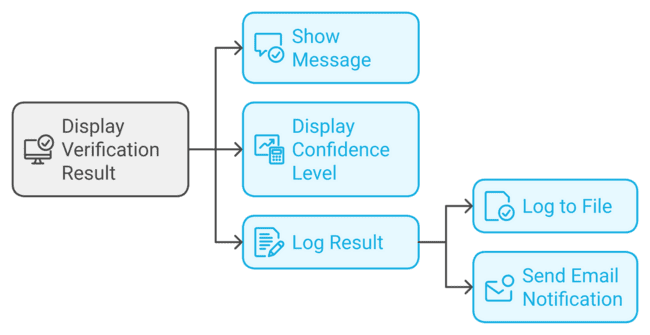 Show
Message
Display
Verification
Result
Display
Confidence
Level
Log Result
Log to File
Send Email
Notification